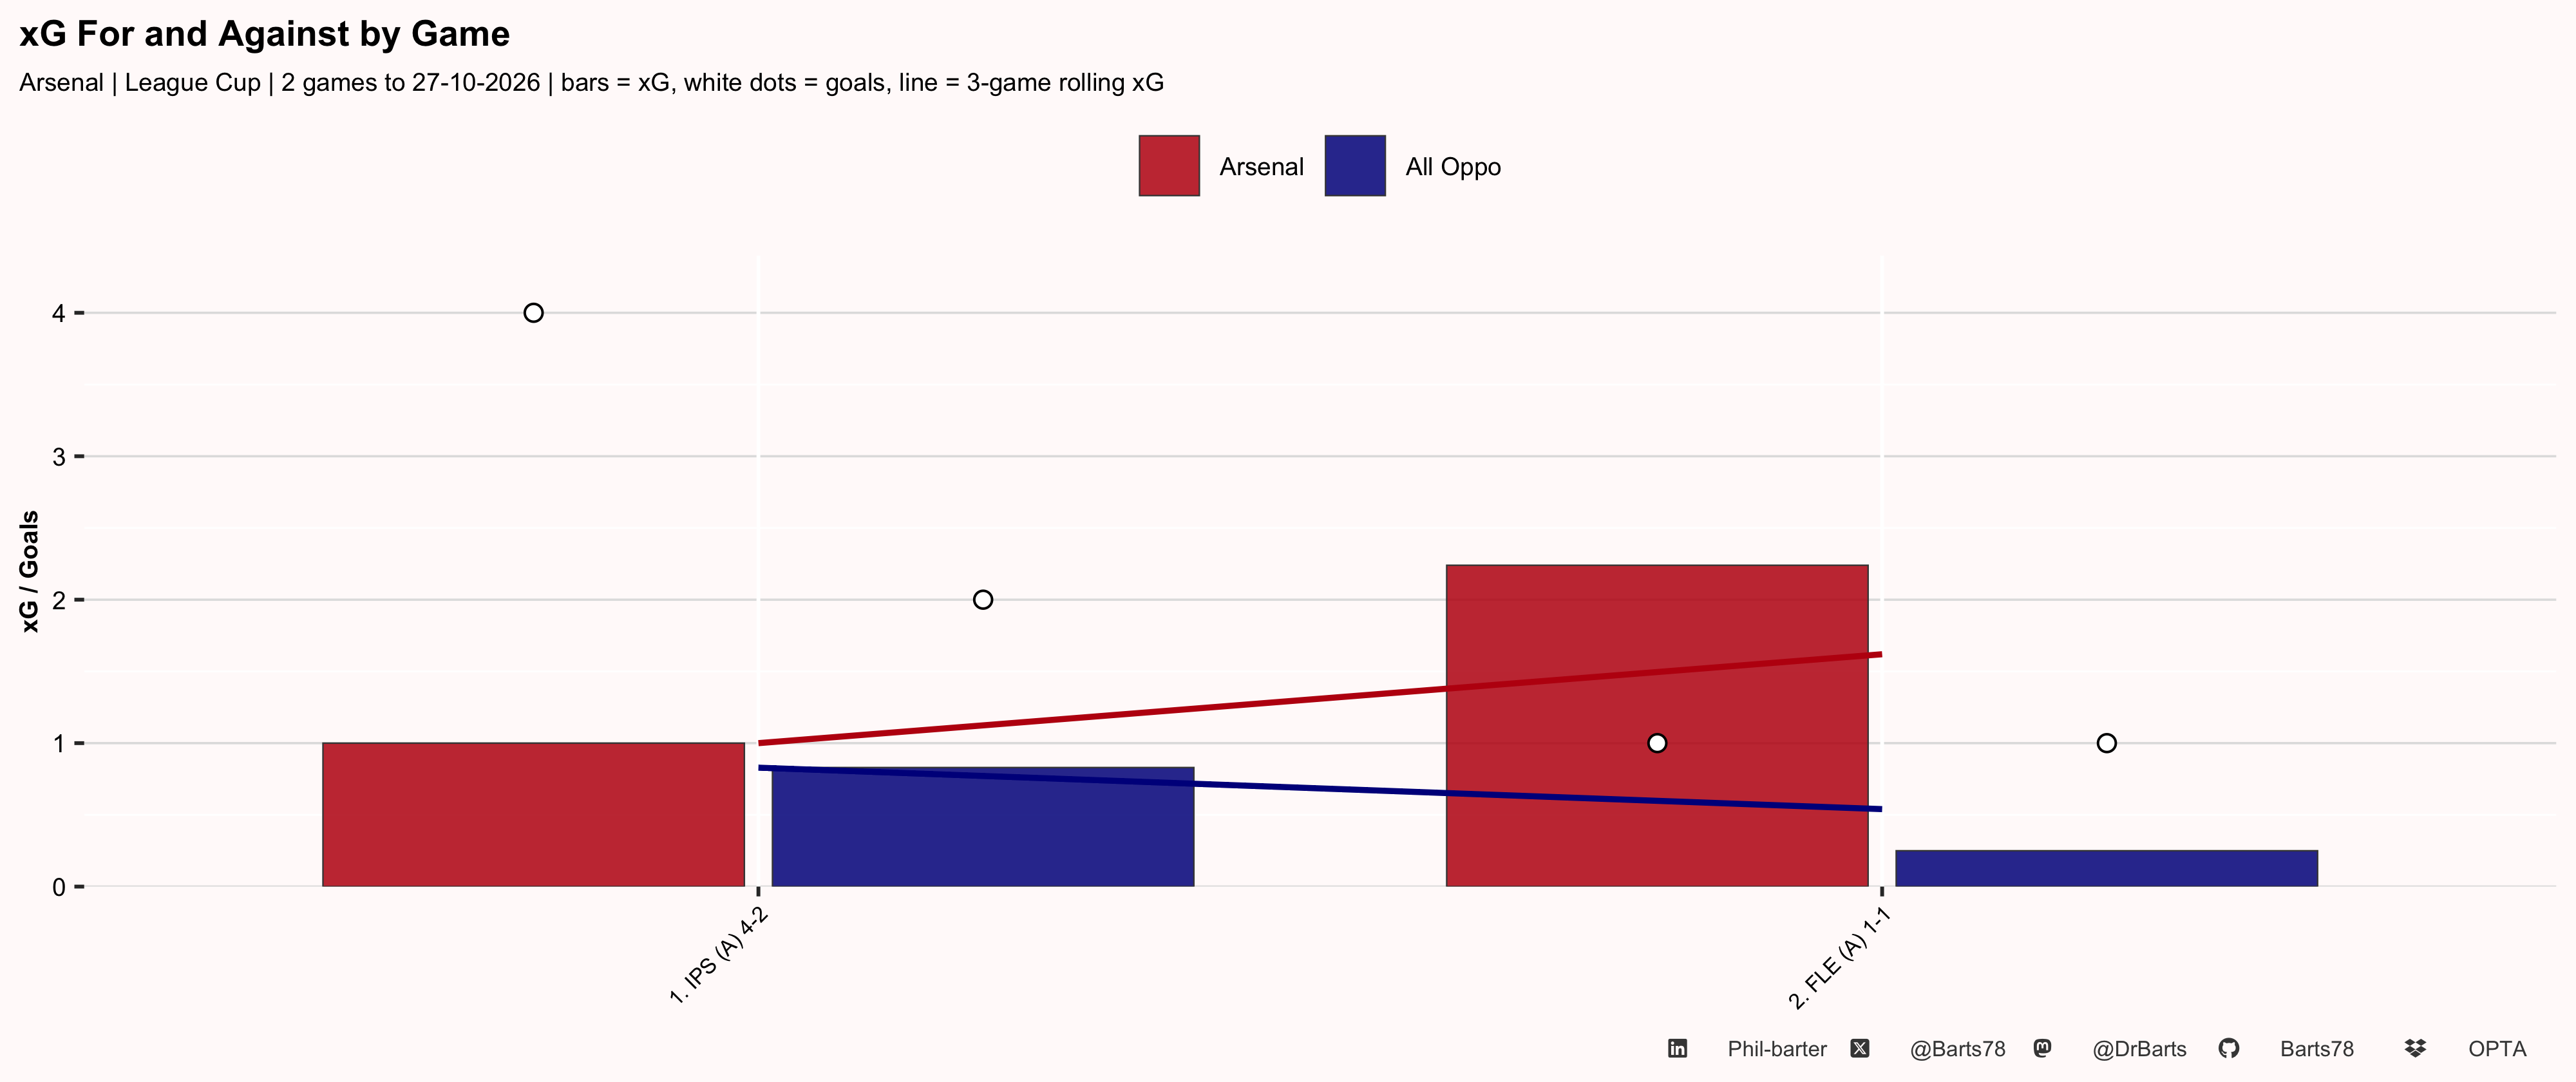 xG For and Against by Game
Arsenal | League Cup | 2 games to 27-10-2026 | bars = xG, white dots = goals, line = 3-game rolling xG
Arsenal
All Oppo
xG / Goals
4
3
2
1
0
1. IPS (A) 4-2
2. FLE (A) 1-1
Phil-barter @Barts78 @DrBarts Barts78 OPTA